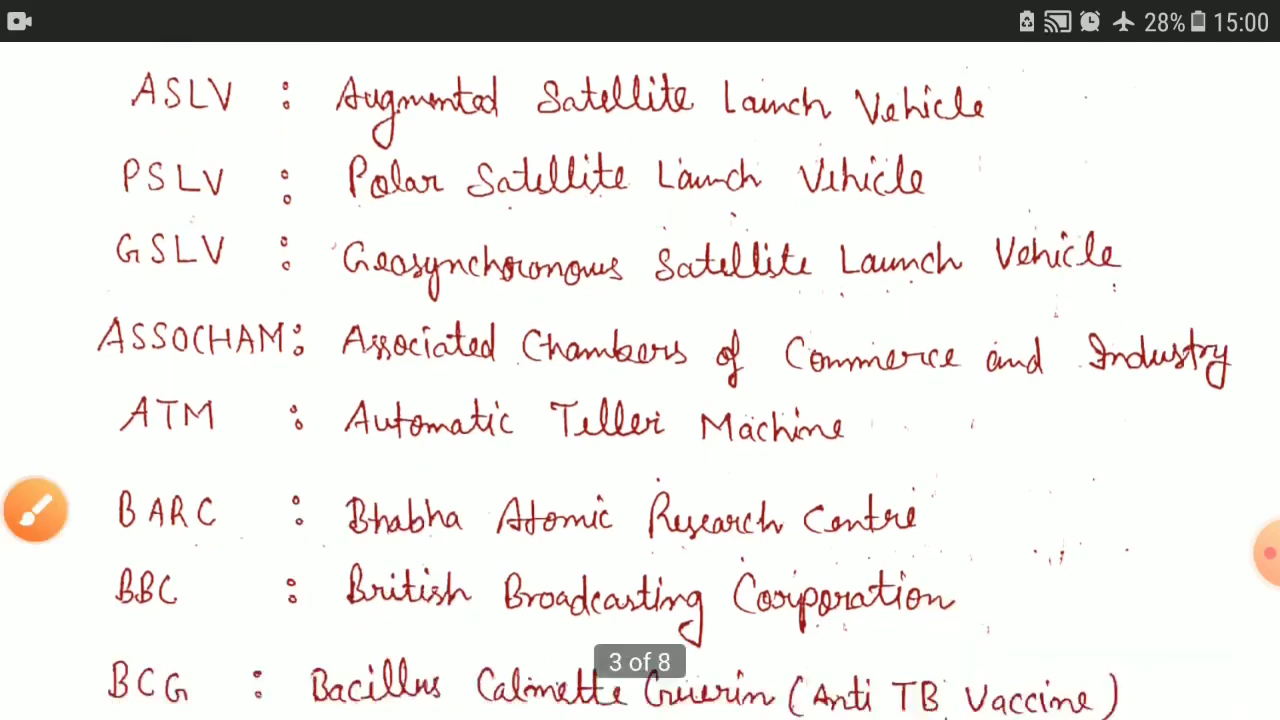 28% 15:00
ASLV : Augmented Satellite Launch Vehicle
PSLV : Polar Satellite Launch Vehicle
GSLV : Geosynchoronous Satellite Launch Vehicle
ASSOCHAM : Associated Chambers of Commerce and Industry
ATM : Automatic Teller Machine
BARC : Bhabha Atomic Research Centre
BBC : British Broadcasting Corporation
3 of 8
BCG : Bacillus Calmette Guerin (Anti TB Vaccine)